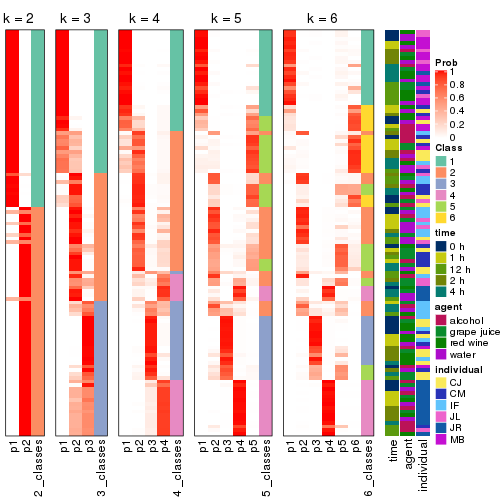 k = 2
k = 3
k = 4
k = 5
k = 6
p1
p2
2_classes
p1
p2
p3
3_classes
p1
p2
p3
p4
4_classes
p1
p2
p3
p4
p5
5_classes
p1
p2
p3
p4
p5
p6
6_classes
time
agent
individual
Prob
1
0.8
0.6
0.4
0.2
0
Class
1
2
3
4
5
6
time
0 h
1 h
12 h
2 h
4 h
agent
alcohol
grape juice
red wine
water
individual
CJ
CM
IF
JL
JR
MB